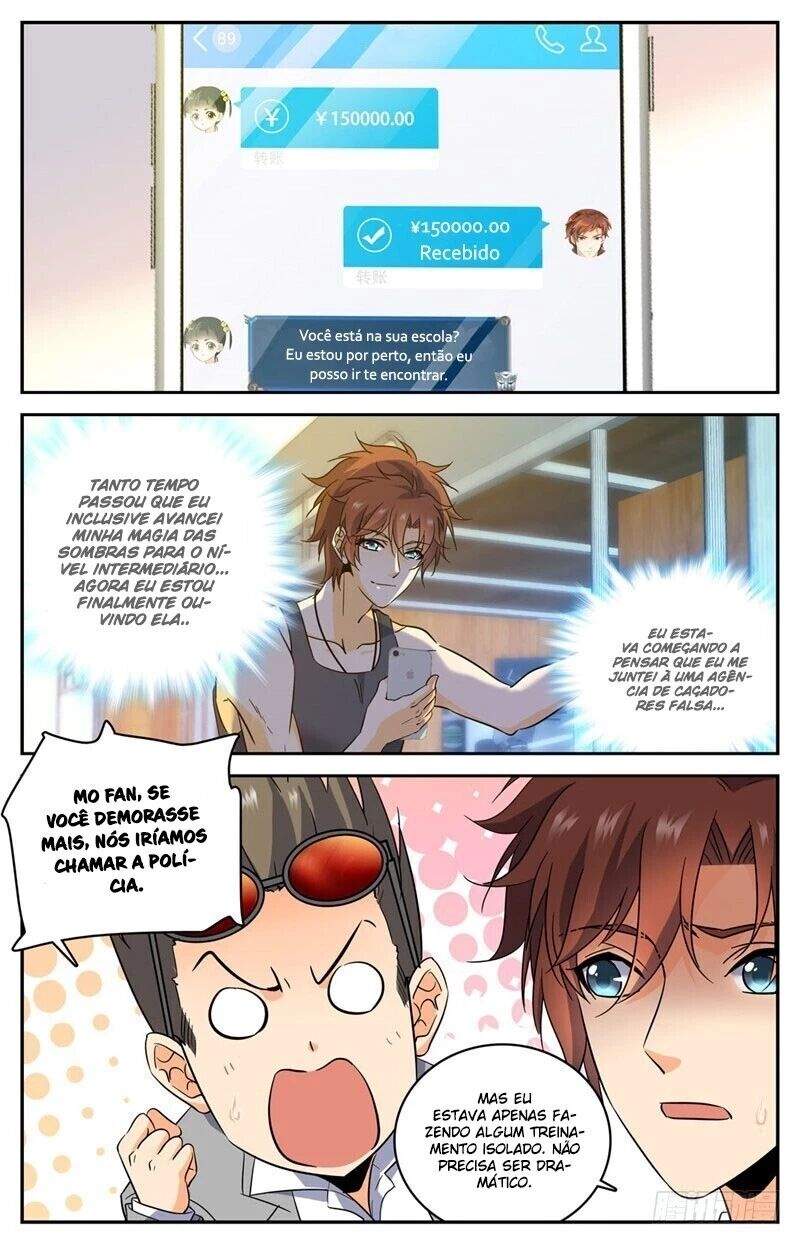 89
¥ 150000.00
转账
¥150000.00
Recebido
转账
Você está na sua escola?
Eu estou por perto, então eu
posso ir te encontrar.
TANTO TEMPO
PASSOU QUE EU
INCLUSIVE AVANCEI
MINHA MAGIA DAS
SOMBRAS PARA O NÍ-
VEL INTERMEDIÁRIO...
AGORA EU ESTOU
FINALMENTE OU-
VINDO ELA..
EU ESTA-
VA COMEÇANDO A
PENSAR QUE EU ME
JUNTEI À UMA AGÊN-
CIA DE CAÇADO-
RES FALSA...
MO FAN, SE
VOCÊ DEMORASSE
MAIS, NÓS IRÍAMOS
CHAMAR A POLÍ-
CIA.
MAS EU
ESTAVA APENAS FA-
ZENDO ALGUM TREINA-
MENTO ISOLADO. NÃO
PRECISA SER DRA-
MÁTICO.